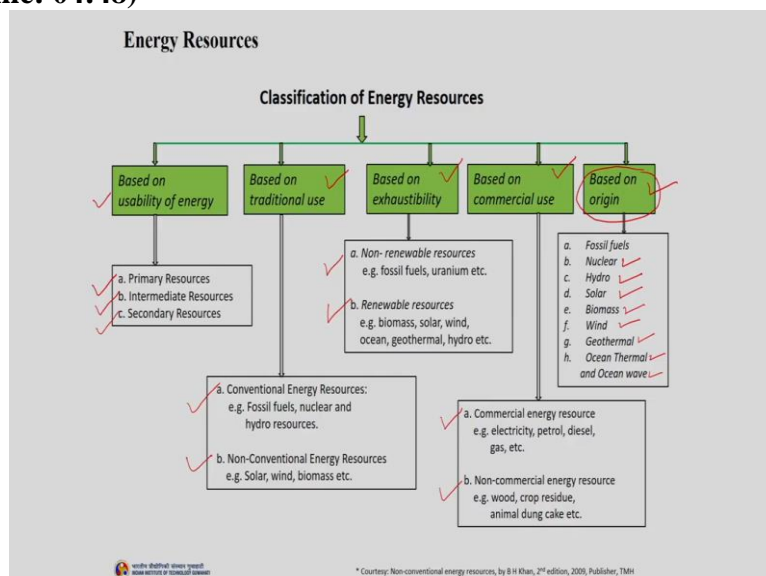 Energy Resources
Classification of Energy Resources
Based on
usability of energy
Based on
traditional use
Based on
exhaustibility
Based on
commercial use
Based on
origin
a. Primary Resources
b. Intermediate Resources
c. Secondary Resources
a. Non- renewable resources
e.g. fossil fuels, uranium etc.
b. Renewable resources
e.g. biomass, solar, wind,
ocean, geothermal, hydro etc.
a. Fossil fuels
b. Nuclear
c. Hydro
d. Solar
e. Biomass
f. Wind
g. Geothermal
h. Ocean Thermal
and Ocean wave
a. Conventional Energy Resources:
e.g. Fossil fuels, nuclear and
hydro resources.
b. Non-Conventional Energy Resources
e.g. Solar, wind, biomass etc.
a. Commercial energy resource
e.g. electricity, petrol, diesel,
gas, etc.
b. Non-commercial energy resource
e.g. wood, crop residue,
animal dung cake etc.
भारतीय प्रौद्योगिकी संस्थान गुवाहाटी
INDIAN INSTITUTE OF TECHNOLOGY GUWAHATI
* Courtesy: Non-conventional energy resources, by B H Khan, 2nd edition, 2009, Publisher, TMH